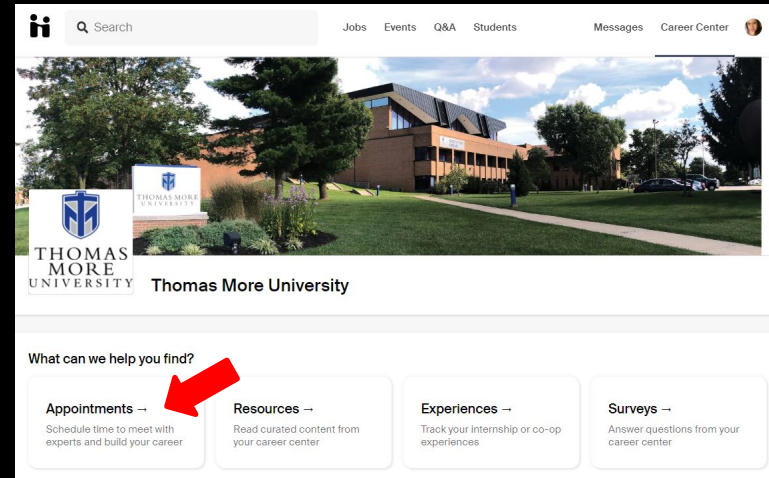 Search
Jobs Events Q&A Students Messages Career Center
THOMAS MORE
UNIVERSITY
THOMAS
MORE
UNIVERSITY
Thomas More University
What can we help you find?
Appointments →
Schedule time to meet with
experts and build your career
Resources →
Read curated content from
your career center
Experiences →
Track your internship or co-op
experiences
Surveys →
Answer questions from your
career center